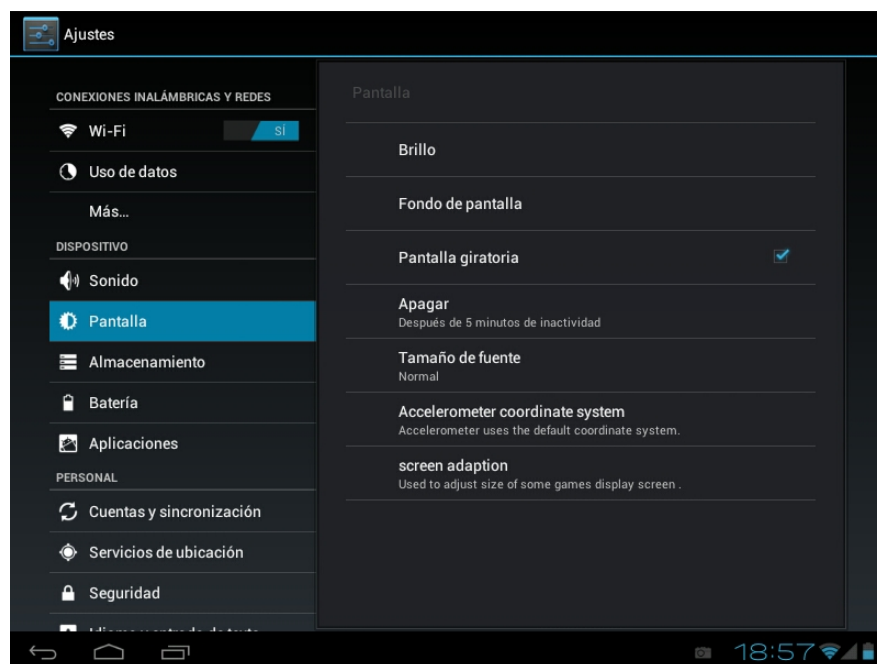 Ajustes
CONEXIONES INALÁMBRICAS Y REDES
Wi-Fi
SÍ
Uso de datos
Más...
DISPOSITIVO
Sonido
Pantalla
Almacenamiento
Batería
Aplicaciones
PERSONAL
Cuentas y sincronización
Servicios de ubicación
Seguridad
Pantalla
Brillo
Fondo de pantalla
Pantalla giratoria
Apagar
Después de 5 minutos de inactividad
Tamaño de fuente
Normal
Accelerometer coordinate system
Accelerometer uses the default coordinate system.
screen adaption
Used to adjust size of some games display screen .
18:57